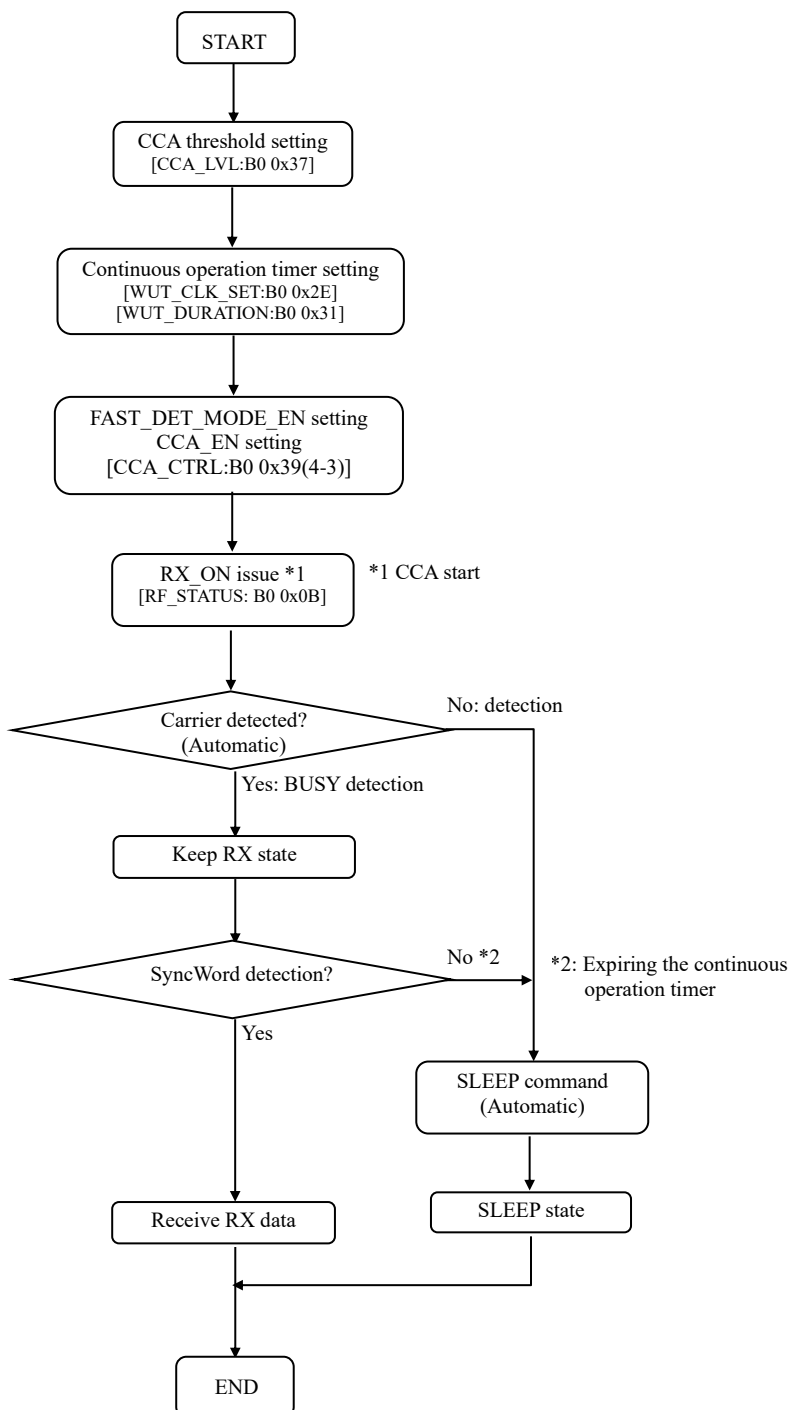 START
CCA threshold setting
[CCA_LVL:B0 0x37]
Continuous operation timer setting
[WUT_CLK_SET:B0 0x2E]
[WUT_DURATION:B0 0x31]
FAST_DET_MODE_EN setting
CCA_EN setting
[CCA_CTRL:B0 0x39(4-3)]
RX_ON issue *1
[RF_STATUS: B0 0x0B]
*1 CCA start
No: detection
Carrier detected?
(Automatic)
Yes: BUSY detection
Keep RX state
No *2
SyncWord detection?
*2: Expiring the continuous
operation timer
Yes
SLEEP command
(Automatic)
Receive RX data
SLEEP state
END